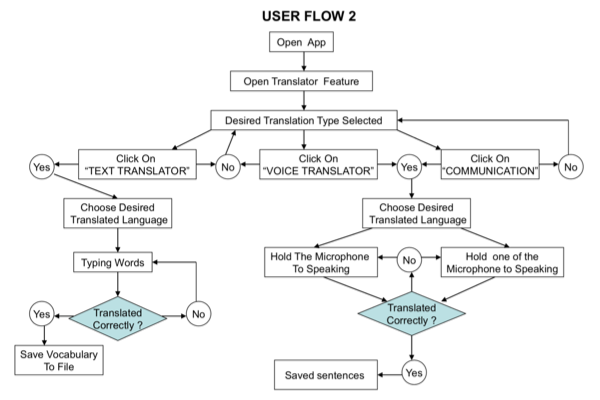 USER FLOW 2
Open App
Open Translator Feature
Desired Translation Type Selected
Yes
Click On
"TEXT TRANSLATOR"
No
Click On
"VOICE TRANSLATOR"
Yes
Click On
"COMMUNICATION"
No
Choose Desired
Translated Language
Choose Desired
Translated Language
Typing Words
Hold The Microphone
To Speaking
No
Hold one of the
Microphone to Speaking
Yes
Translated
Correctly ?
No
Translated
Correctly ?
Save Vocabulary
To File
Saved sentences
Yes